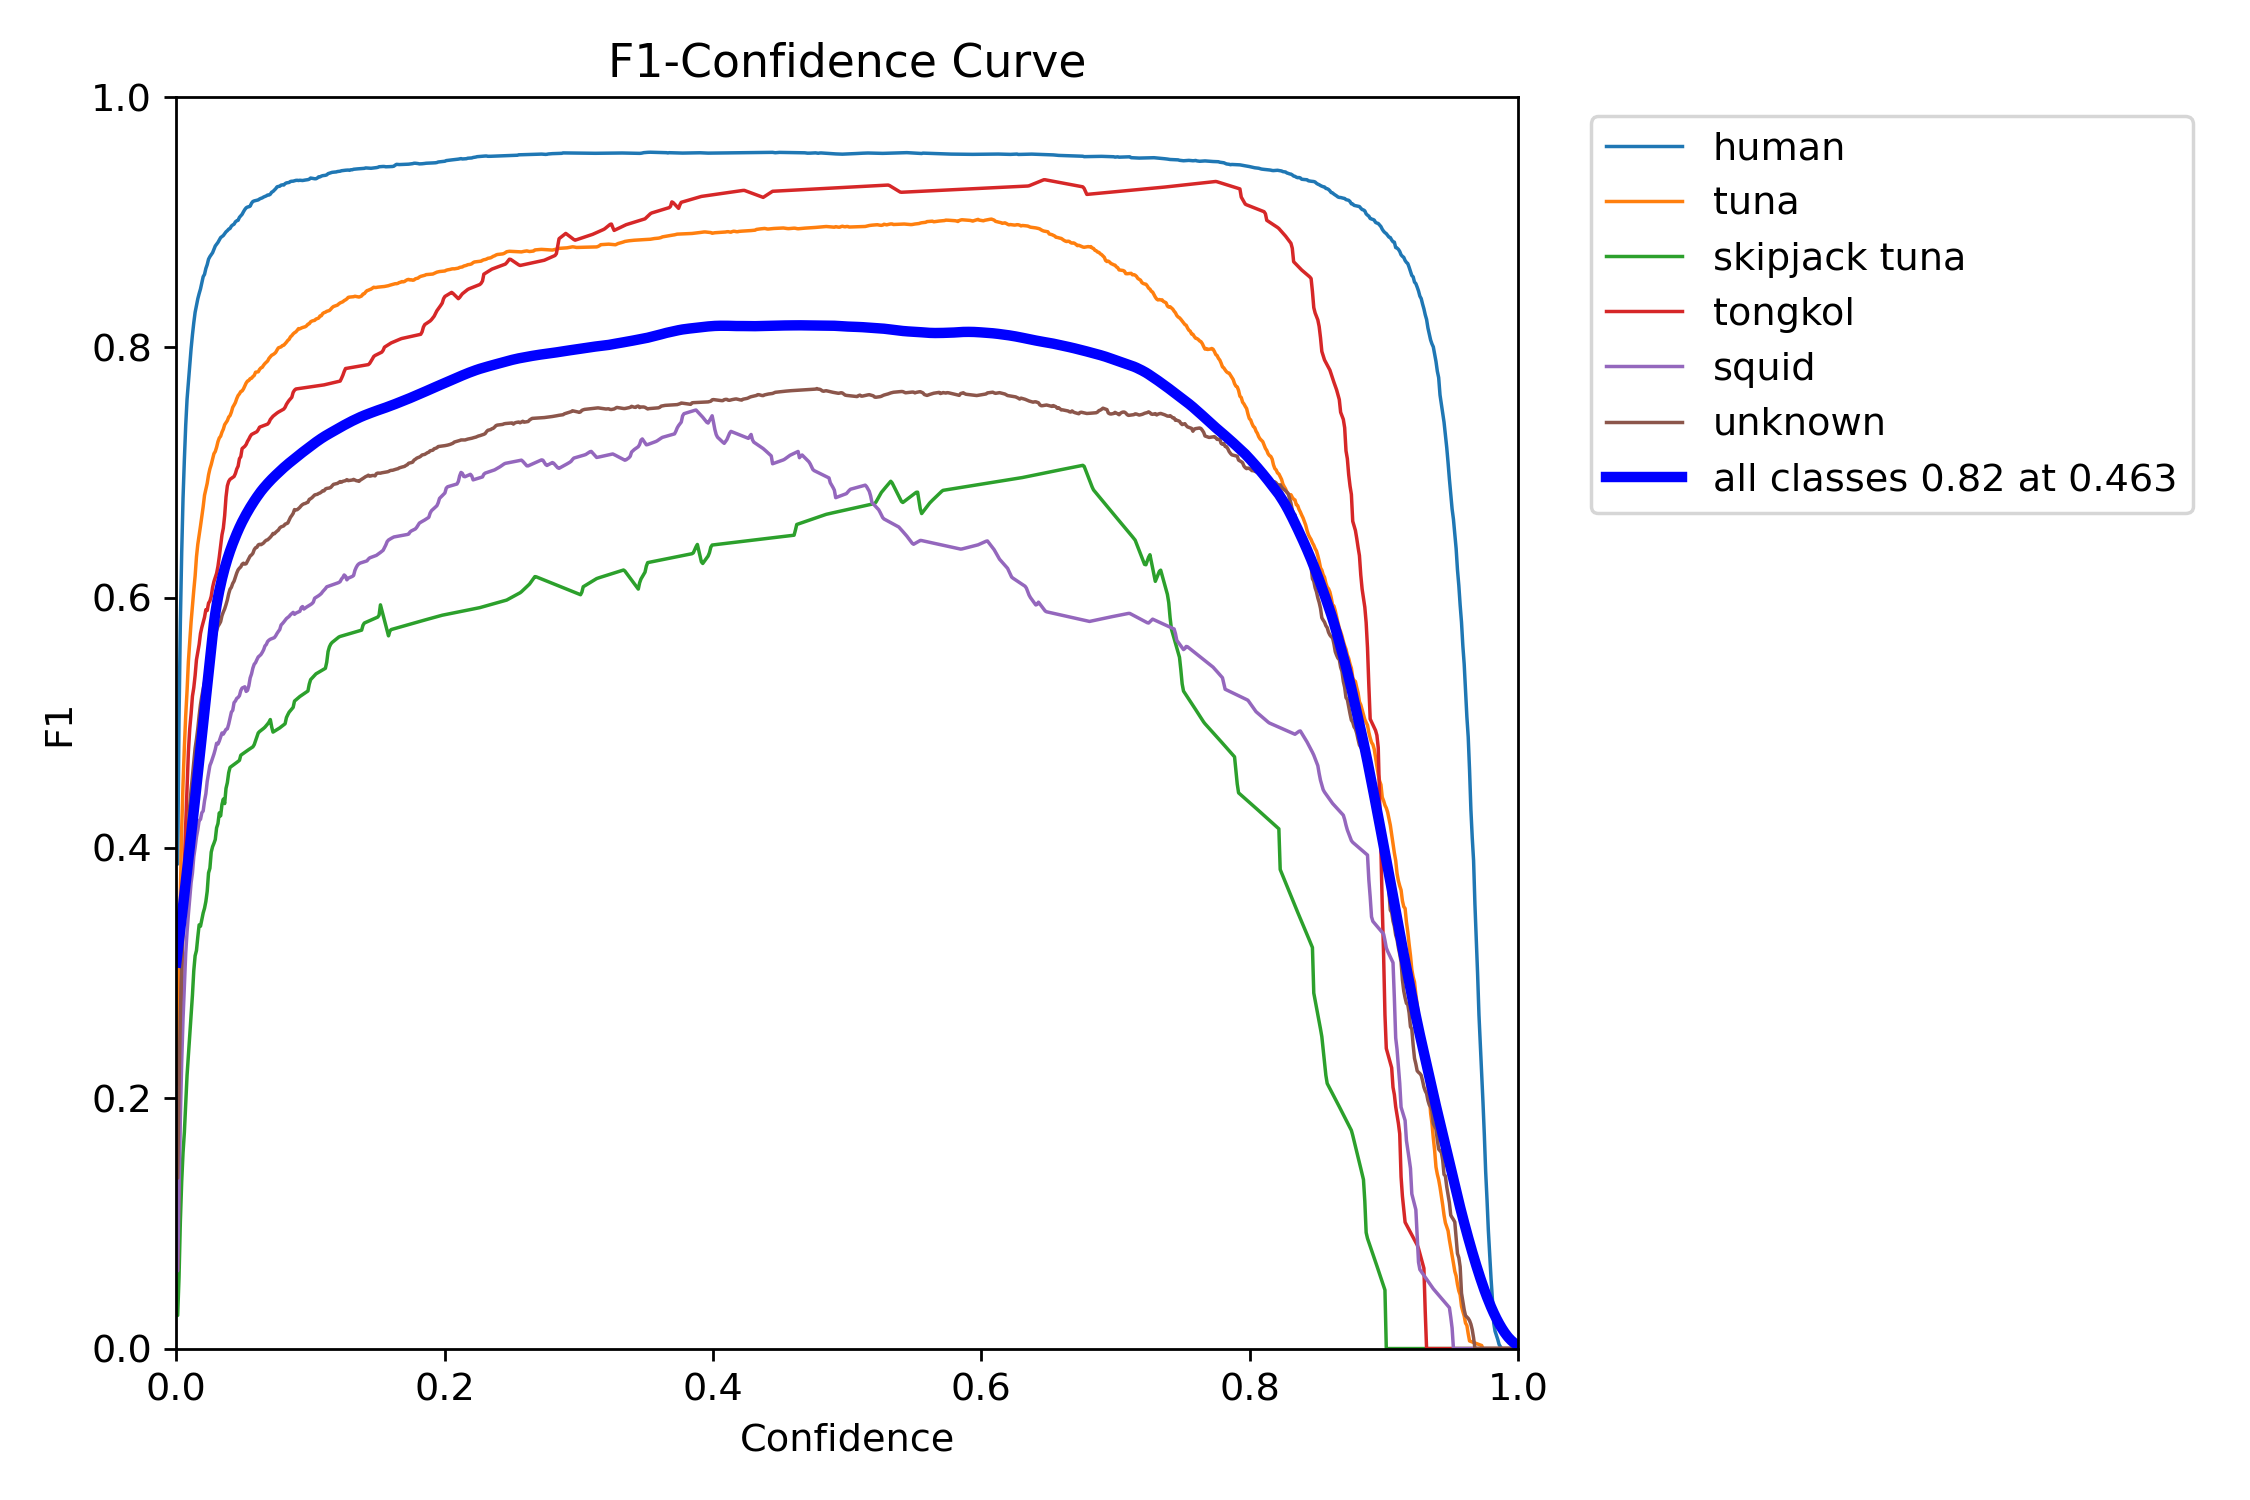 F1-Confidence Curve
1.0
0.8
0.6
0.4
0.2
0.0
F1
0.0 0.2 0.4 0.6 0.8 1.0
Confidence
human
tuna
skipjack tuna
tongkol
squid
unknown
all classes 0.82 at 0.463